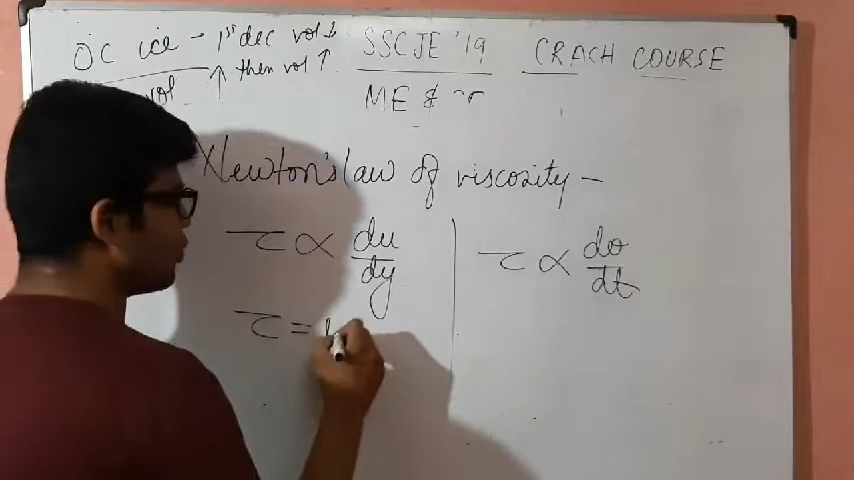 OC ice - 1st dec vol ↓ SSCJE '19 CRACH COURSE
vol ↑ then vol ↑ ME &
Newton's law of viscosity -
τ ∝ du/dy τ ∝ dθ/dt
τ =